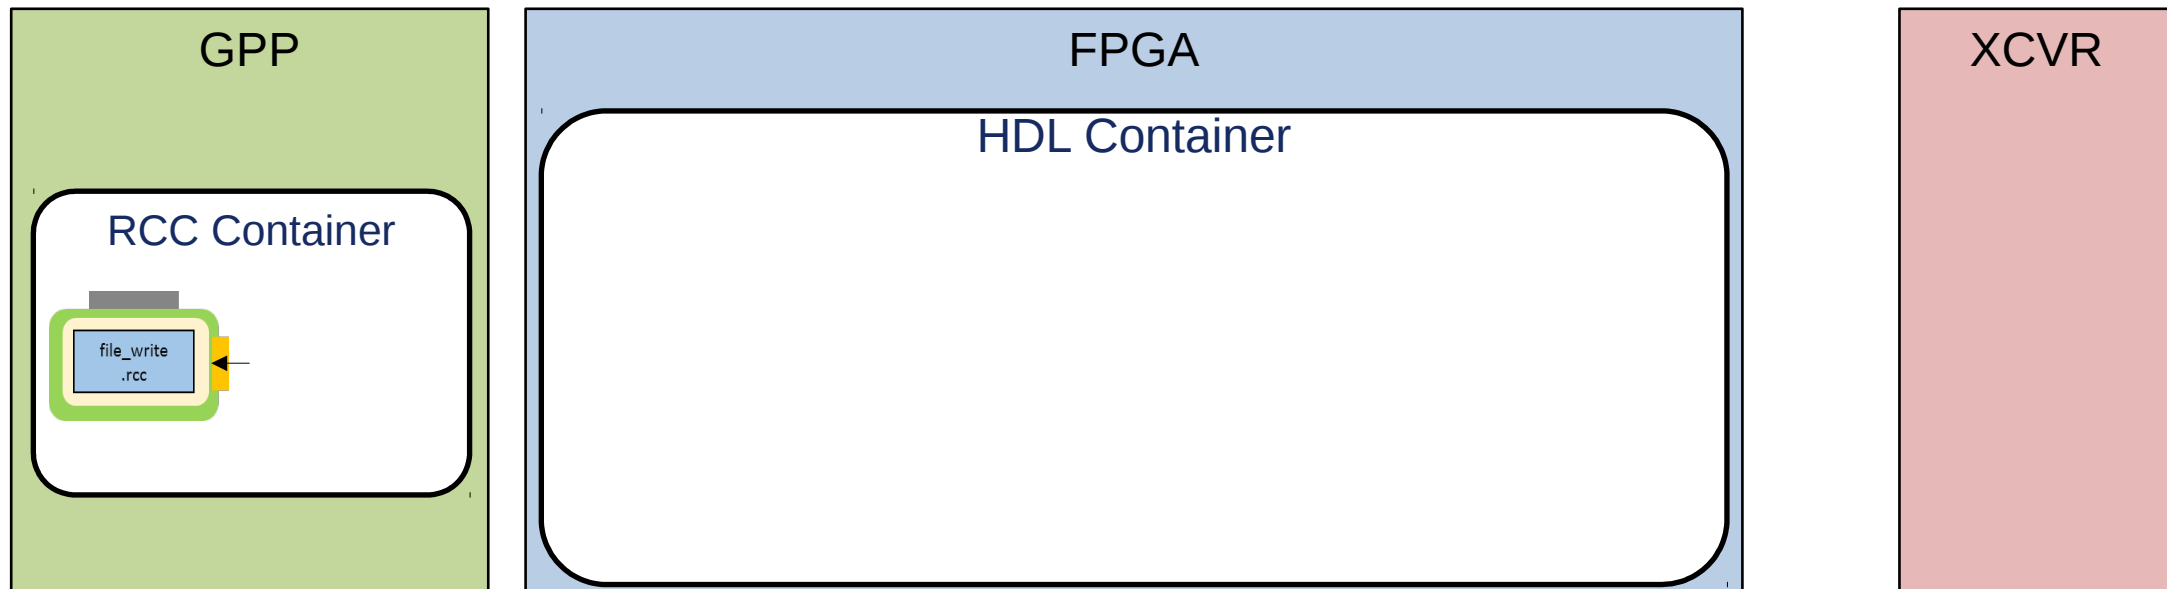 GPP
FPGA
XCVR
HDL Container
RCC Container
file_write
.rcc